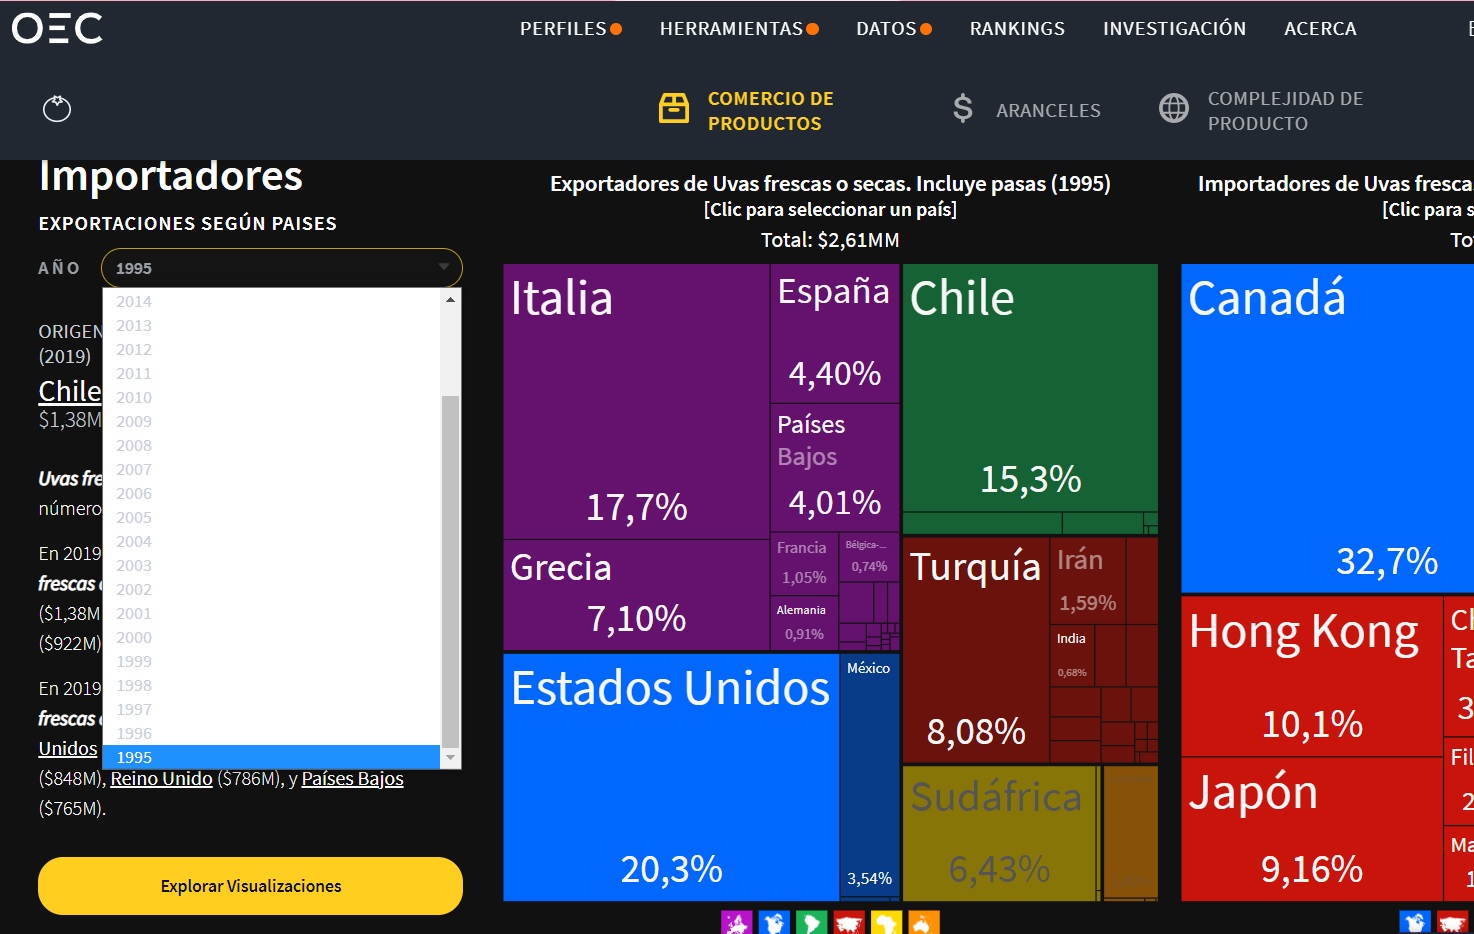 OEC
PERFILES
HERRAMIENTAS
DATOS
RANKINGS
INVESTIGACIÓN
ACERCA
COMERCIO DE
PRODUCTOS
$ ARANCELES
COMPLEJIDAD DE
PRODUCTO
Importadores
EXPORTACIONES SEGÚN PAISES
AÑO 1995
2014
2013
2012
2011
2010
2009
2008
2007
2006
2005
2004
2003
2002
2001
2000
1999
1998
1997
1996
1995
ORIGEN
(2019)
Chile
$1,38M
Uvas fre
número
En 2019
frescas
($1,38M
($922M)
En 2019
frescas
Unidos
($848M), Reino Unido ($786M), y Países Bajos
($765M).
Explorar Visualizaciones
Exportadores de Uvas frescas o secas. Incluye pasas (1995)
[Clic para seleccionar un país]
Total: $2,61MM
Italia
17,7%
España
4,40%
Países
Bajos
4,01%
Grecia
7,10%
Francia
1,05%
Bélgica-...
0,74%
Alemania
0,91%
Estados Unidos
20,3%
México
3,54%
Chile
15,3%
Turquía
8,08%
Irán
1,59%
India
0,68%
Sudáfrica
6,43%
Importadores de Uvas fresca
[Clic para s
To
Canadá
32,7%
Hong Kong
10,1%
Japón
9,16%
Ch
Ta
3
Fil
2
Ma
1